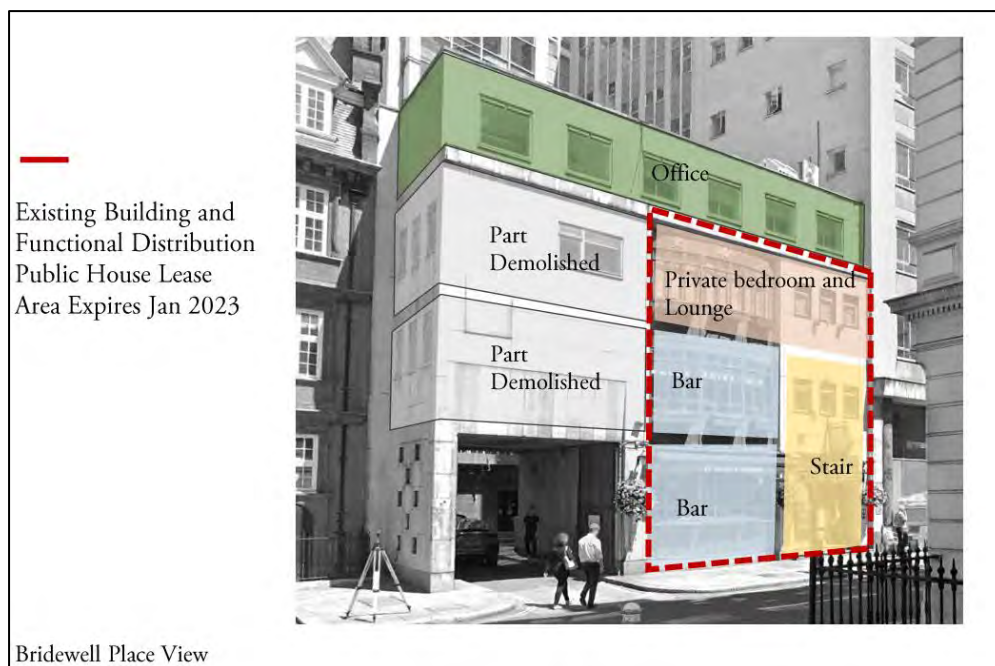 Existing Building and
Functional Distribution
Public House Lease
Area Expires Jan 2023
Office
Part
Demolished
Private bedroom and
Lounge
Part
Demolished
Bar
Stair
Bar
Bridewell Place View